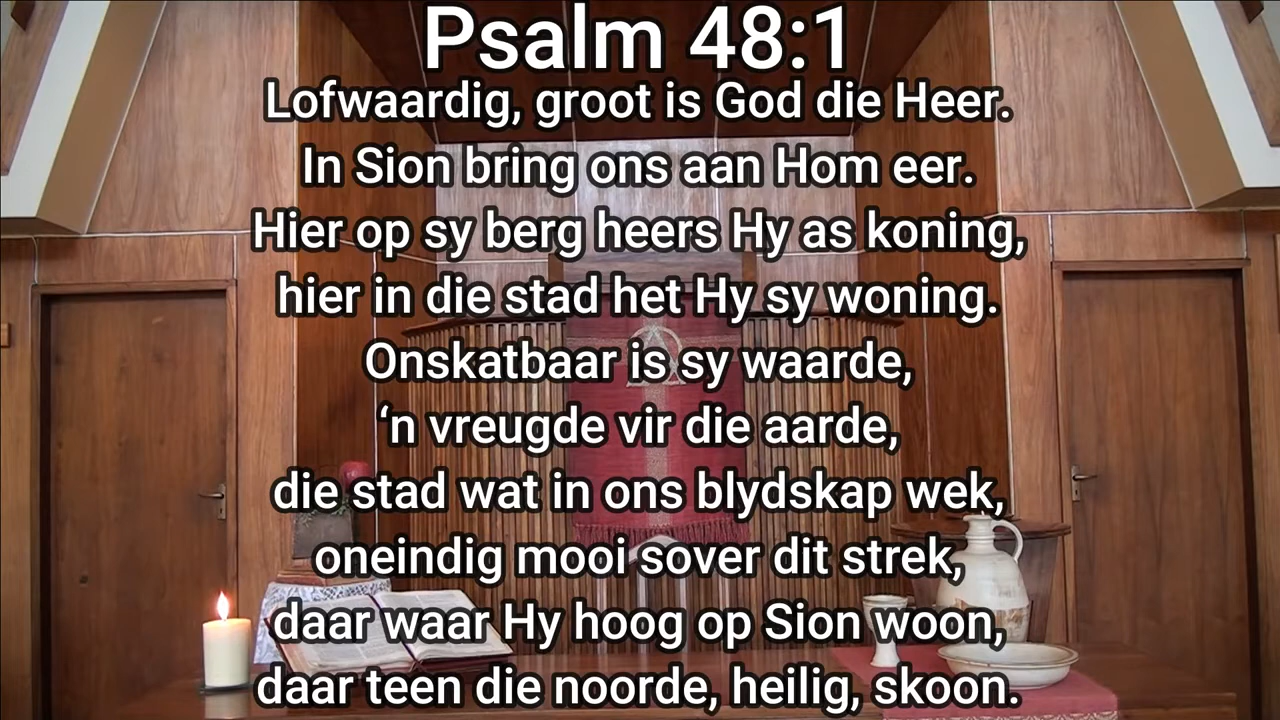 Psalm 48:1
Lofwaardig, groot is God die Heer.
In Sion bring ons aan Hom eer.
Hier op sy berg heers Hy as koning,
hier in die stad het Hy sy woning.
Onskatbaar is sy waarde,
‘n vreugde vir die aarde,
die stad wat in ons blydskap wek,
oneindig mooi sover dit strek,
daar waar Hy hoog op Sion woon,
daar teen die noorde, heilig, skoon.